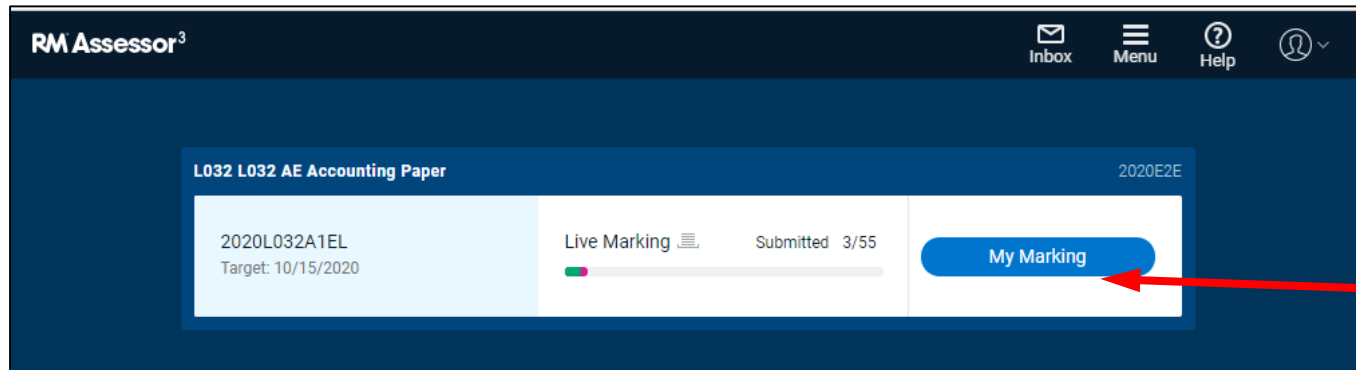 RM Assessor3
Inbox
Menu
Help
L032 L032 AE Accounting Paper 2020E2E
2020L032A1EL
Target: 10/15/2020
Live Marking Submitted 3/55
My Marking